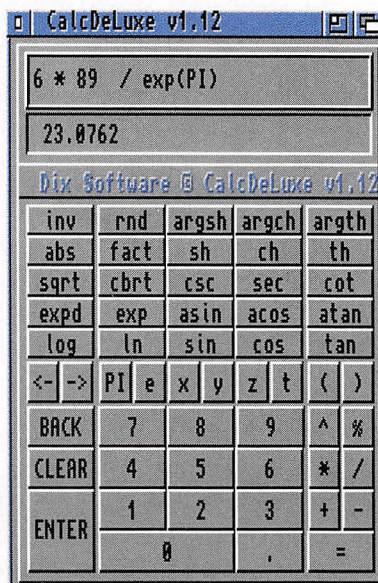 CalcDeLuxe v1.12
6 * 89 / exp(PI)
23.0762
Dix Software © CalcDeLuxe v1.12
inv rnd argsh argch argth
abs fact sh ch th
sqrt cbrt csc sec cot
expd exp asin acos atan
log ln sin cos tan
<- -> PI e x y z t ( )
BACK 7 8 9 ^ %
CLEAR 4 5 6 * /
ENTER 1 2 3 + -
0 . =